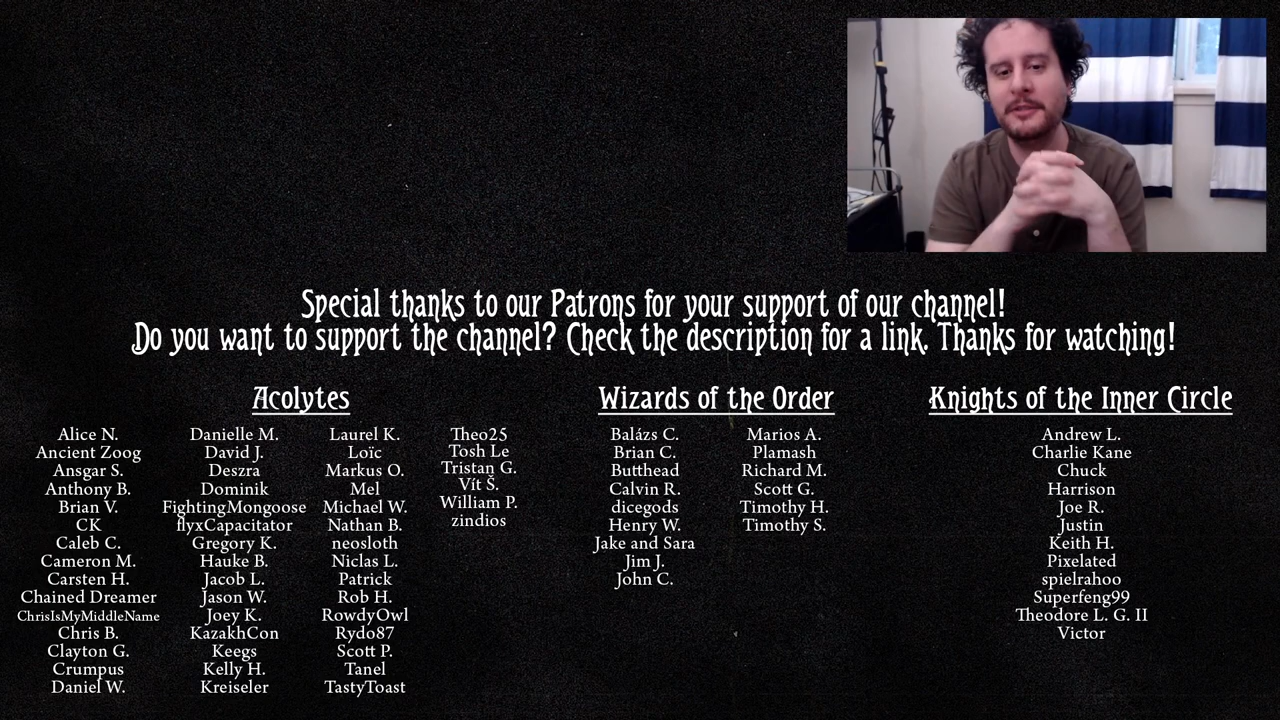 Special thanks to our Patrons for your support of our channel!
Do you want to support the channel? Check the description for a link. Thanks for watching!
Acolytes
Alice N.
Ancient Zoog
Ansgar S.
Anthony B.
Brian V.
CK
Caleb C.
Cameron M.
Carsten H.
Chained Dreamer
ChrisIsMyMiddleName
Chris B.
Clayton G.
Crumpus
Daniel W.
Danielle M.
David J.
Deszra
Dominik
FightingMongoose
flyxCapacitator
Gregory K.
Hauke B.
Jacob L.
Jason W.
Joey K.
KazakhCon
Keegs
Kelly H.
Kreiseler
Laurel K.
Loïc
Markus O.
Mel
Michael W.
Nathan B.
neosloth
Niclas L.
Patrick
Rob H.
RowdyOwl
Rydo87
Scott P.
Tanel
TastyToast
Theo25
Tosh Le
Tristan G.
Vít Š.
William P.
zindios
Wizards of the Order
Balázs C.
Brian C.
Butthead
Calvin R.
dicegods
Henry W.
Jake and Sara
Jim J.
John C.
Marios A.
Plamash
Richard M.
Scott G.
Timothy H.
Timothy S.
Knights of the Inner Circle
Andrew L.
Charlie Kane
Chuck
Harrison
Joe R.
Justin
Keith H.
Pixelated
spielrahoo
Superfeng99
Theodore L. G. II
Victor